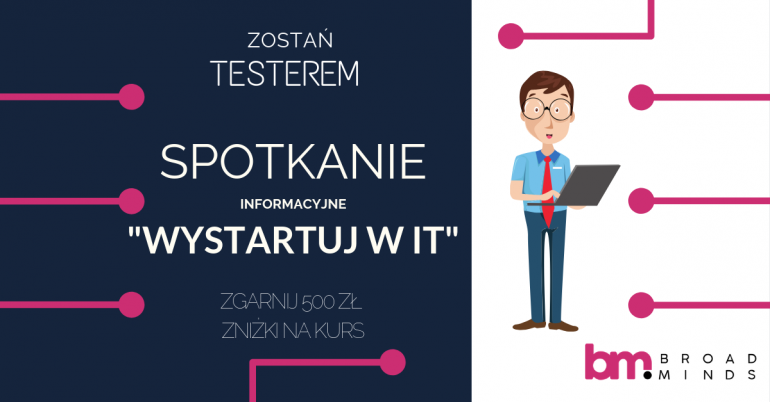 ZOSTAŃ
TESTEREM
SPOTKANIE
INFORMACYJNE
"WYSTARTUJ W IT"
ZGARNIJ 500 ZŁ
ZNIŻKI NA KURS
bm. BROAD
MINDS